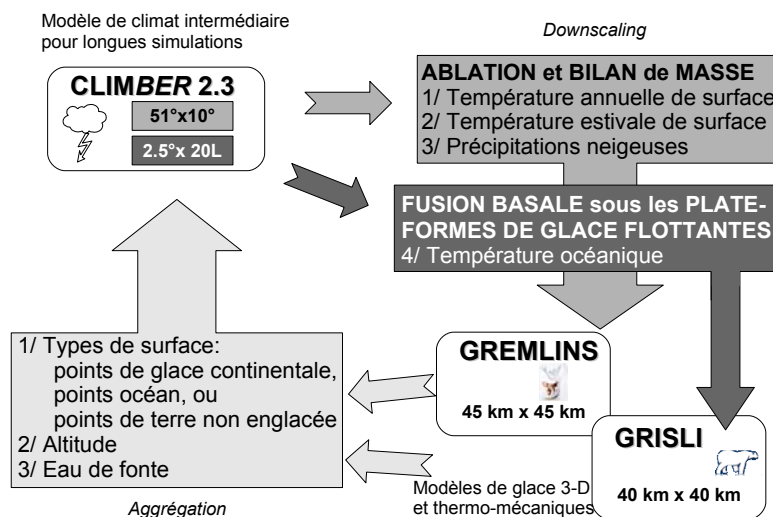 Modèle de climat intermédiaire
pour longues simulations
CLIMBER 2.3
51°x10°
2.5°x 20L
Downscaling
ABLATION et BILAN de MASSE
1/ Température annuelle de surface
2/ Température estivale de surface
3/ Précipitations neigeuses
FUSION BASALE sous les PLATE-
FORMES DE GLACE FLOTTANTES
4/ Température océanique
1/ Types de surface:
points de glace continentale,
points océan, ou
points de terre non englacée
2/ Altitude
3/ Eau de fonte
Aggrégation
GREMLINS
45 km x 45 km
GRISLI
40 km x 40 km
Modèles de glace 3-D
et thermo-mécaniques